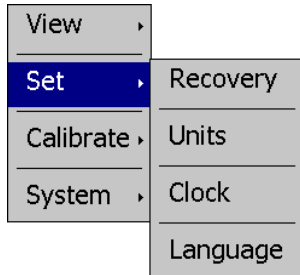 View
Set
Calibrate
System
Recovery
Units
Clock
Language